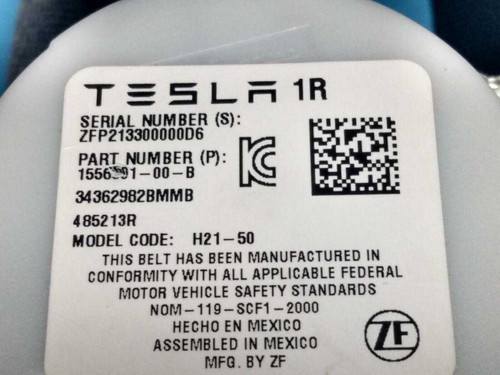 TESLA 1R
SERIAL NUMBER (S):
ZFP213300000D6
PART NUMBER (P):
34362982BMMB
485213R
MODEL CODE: H21-50
THIS BELT HAS BEEN MANUFACTURED IN
CONFORMITY WITH ALL APPLICABLE FEDERAL
MOTOR VEHICLE SAFETY STANDARDS
NOM-119-SCF1-2000
HECHO EN MEXICO
ASSEMBLED IN MEXICO
MFG. BY ZF
ZF